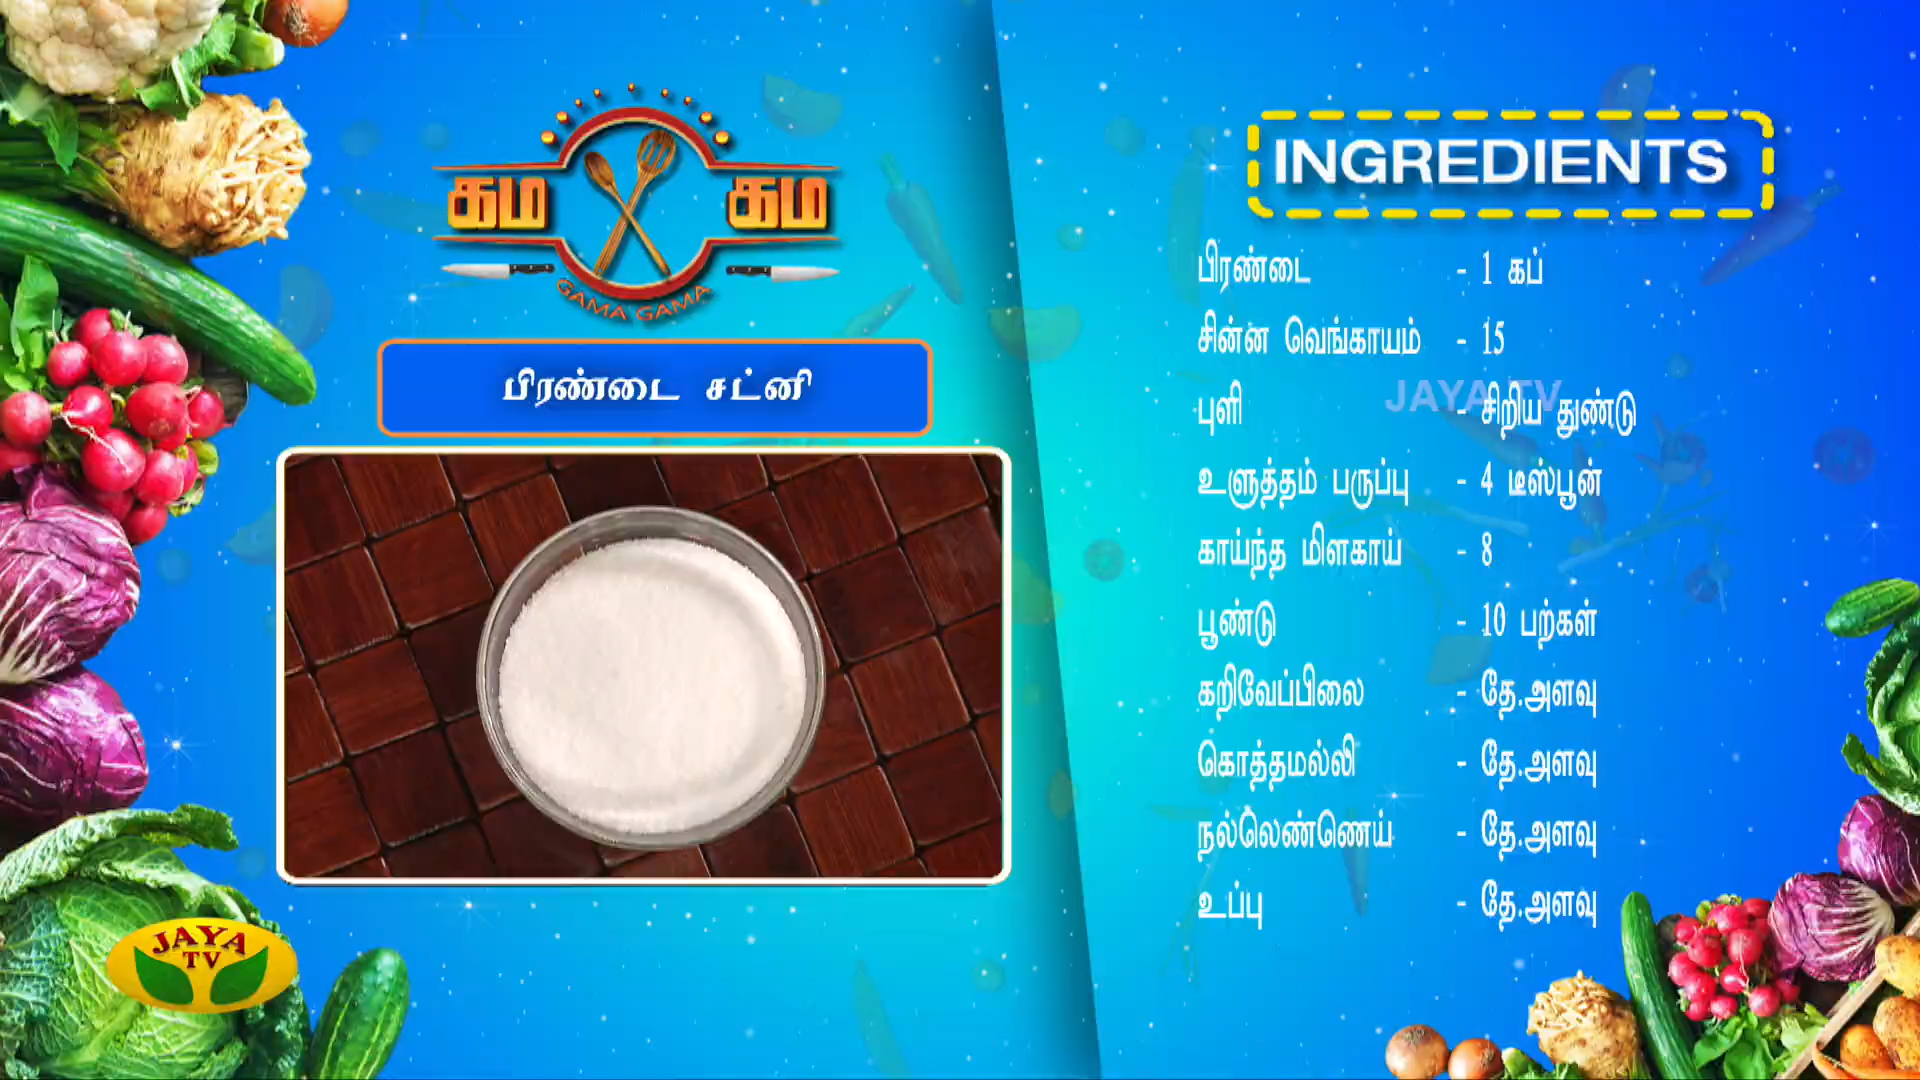 கம கம
GAMA GAMA
பிரண்டை சட்னி
JAYA TV
INGREDIENTS
பிரண்டை - 1 கப்
சின்ன வெங்காயம் - 15
JAYA TV
புளி - சிறிய துண்டு
உளுத்தம் பருப்பு - 4 டீஸ்பூன்
காய்ந்த மிளகாய் - 8
பூண்டு - 10 பற்கள்
கறிவேப்பிலை - தே.அளவு
கொத்தமல்லி - தே.அளவு
நல்லெண்ணெய் - தே.அளவு
உப்பு - தே.அளவு